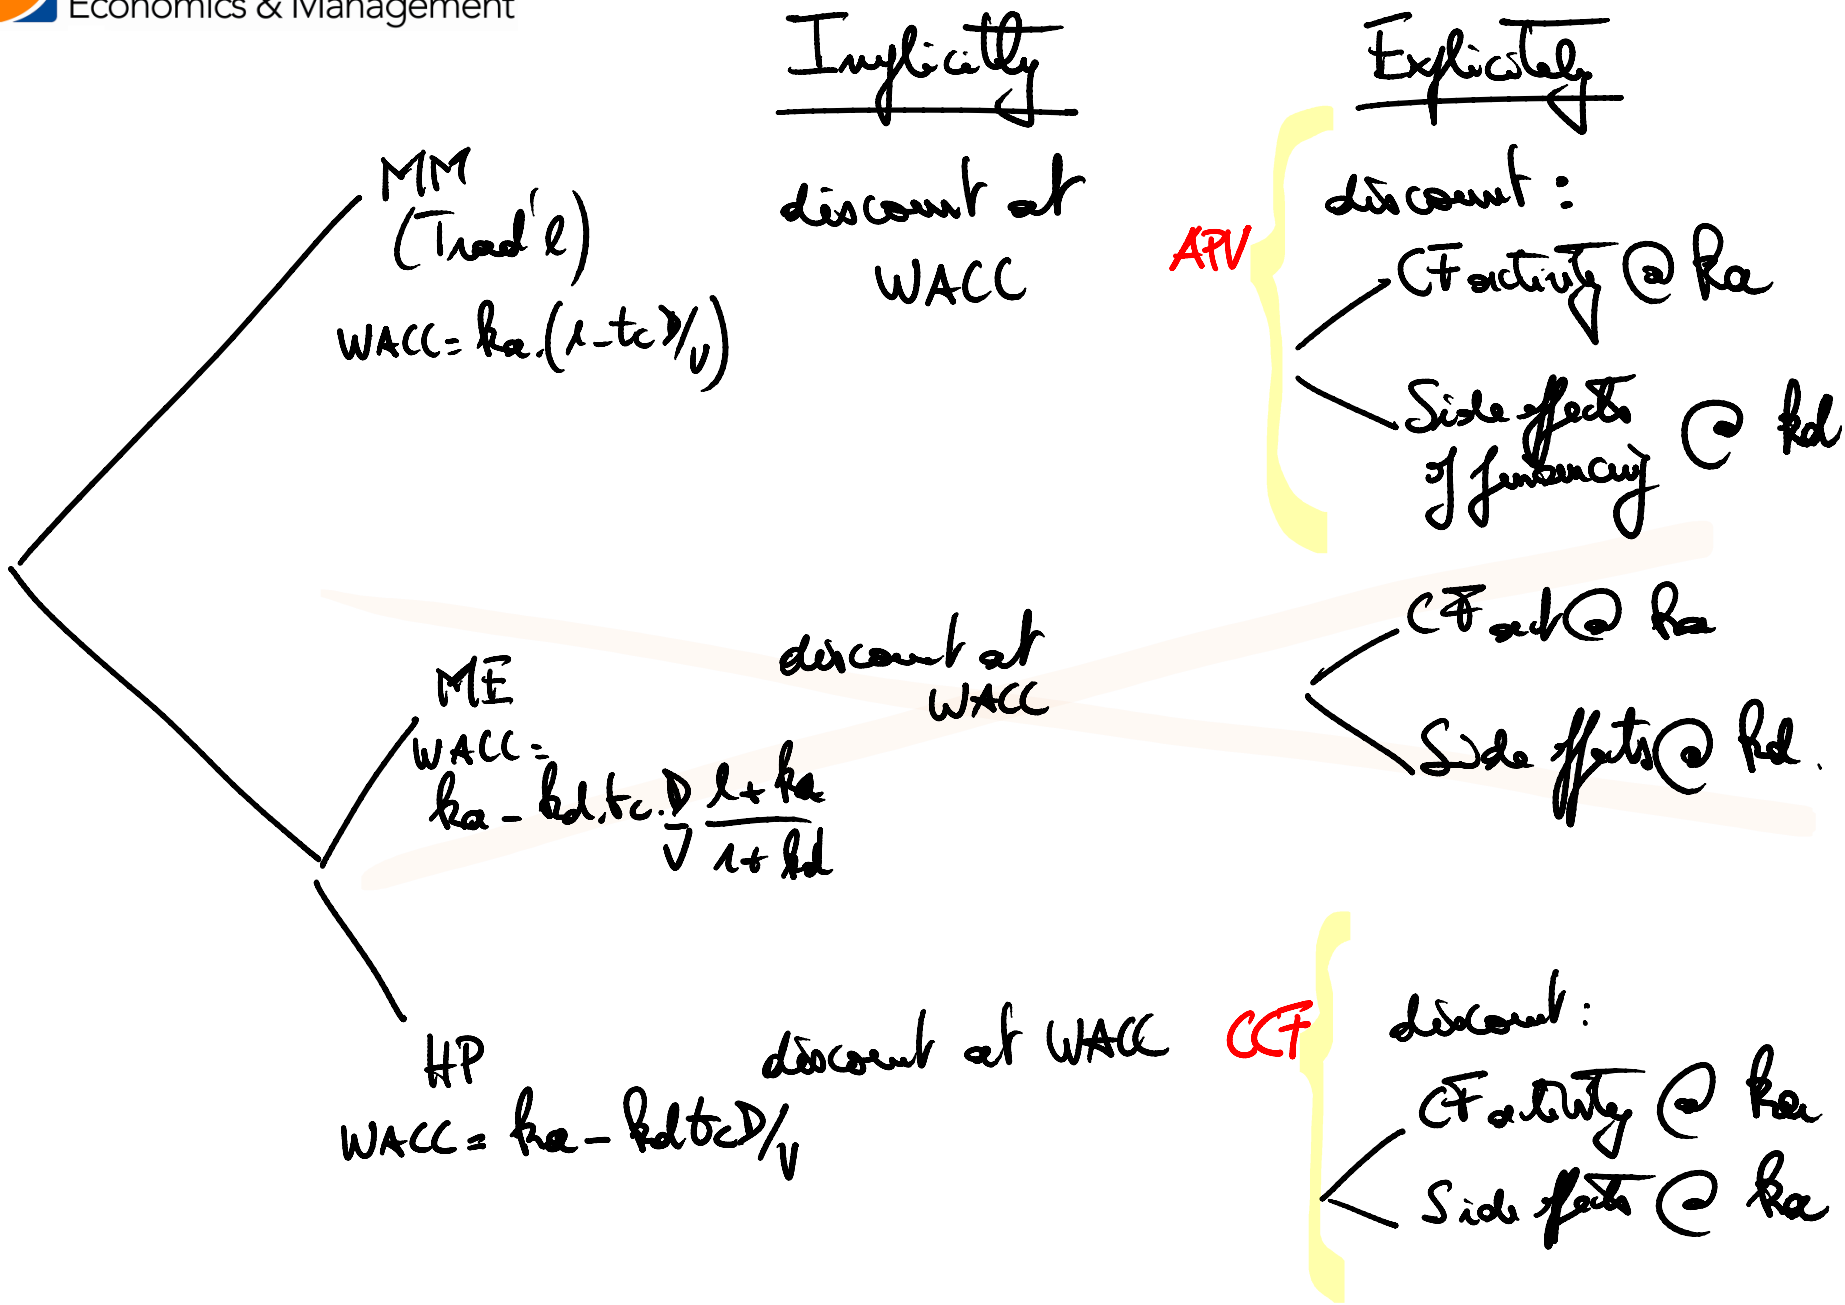 Economics & Management
Implicitly
Explicitely
MM
(Trad'l)
WACC = ka.(1-tc D/V)
discount at
WACC
APV
discount:
CF activity @ ka
Side effects
of financing @ kd
ME
WACC =
ka - kd.tc.D/V (1+ka)/(1+kd)
discount at
WACC
CF act @ ka
Side effects @ kd.
HP
WACC = ka - kd tc D/V
discount at WACC
CCF
discount:
CF activity @ ka
Side effects @ ka